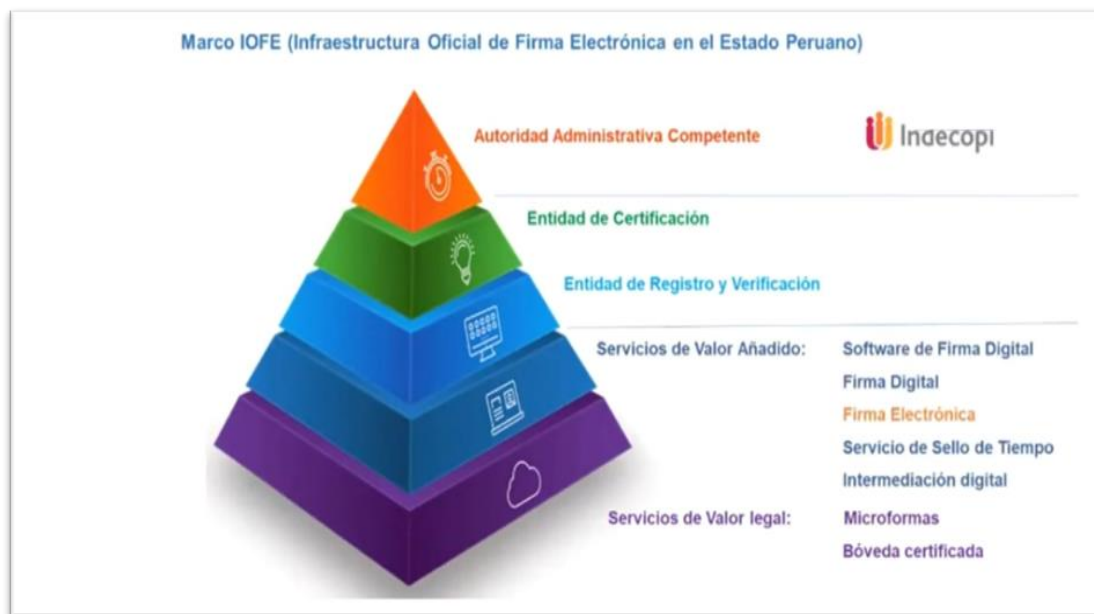 Marco IOFE (Infraestructura Oficial de Firma Electrónica en el Estado Peruano)
Autoridad Administrativa Competente
Indecopi
Entidad de Certificación
Entidad de Registro y Verificación
Servicios de Valor Añadido: Software de Firma Digital
Firma Digital
Firma Electrónica
Servicio de Sello de Tiempo
Intermediación digital
Servicios de Valor legal: Microformas
Bóveda certificada